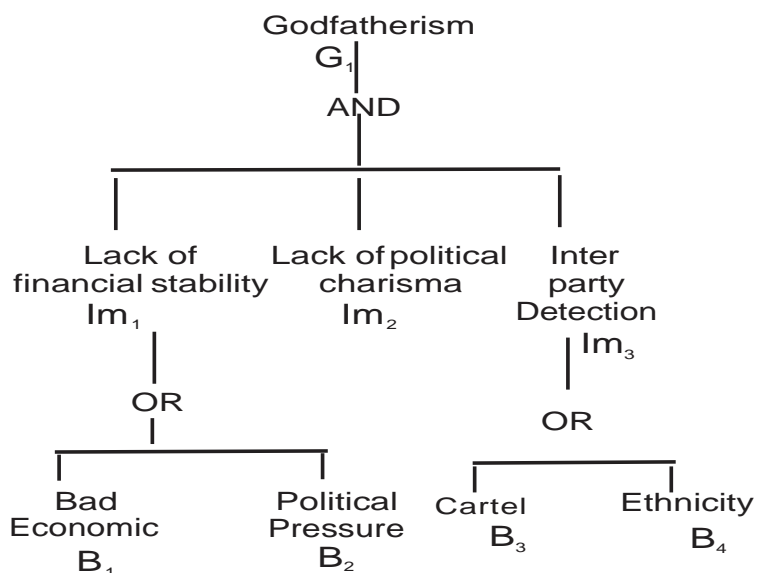 Godfatherism
G₁
AND
Lack of
financial stability
Im₁
Lack of political
charisma
Im₂
Inter
party
Detection
Im₃
OR
OR
Bad
Economic
B₁
Political
Pressure
B₂
Cartel
B₃
Ethnicity
B₄